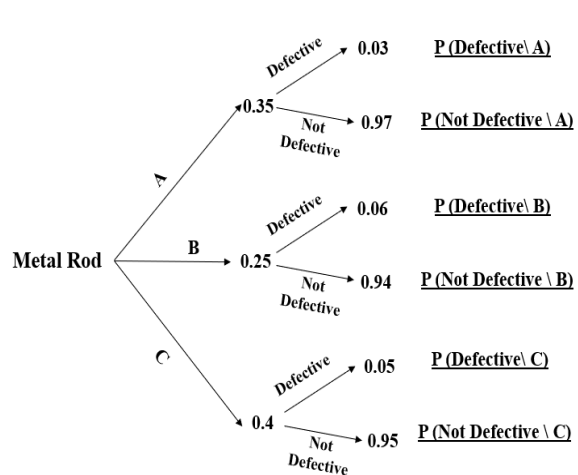 Defective
0.03
P (Defective\ A)
0.35
Not
Defective
0.97
P (Not Defective \ A)
A
Defective
0.06
P (Defective\ B)
Metal Rod
B
0.25
Not
Defective
0.94
P (Not Defective \ B)
C
Defective
0.05
P (Defective\ C)
0.4
Not
Defective
0.95
P (Not Defective \ C)